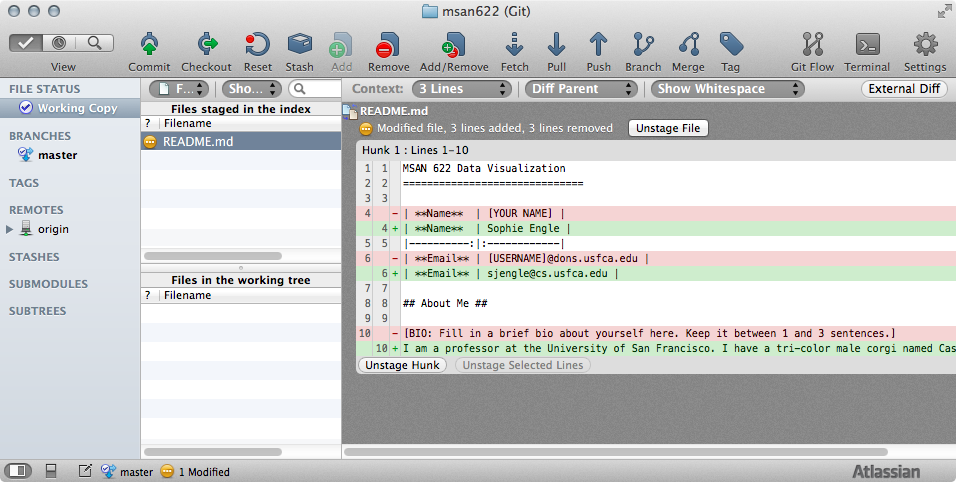 msan622 (Git)
View Commit Checkout Reset Stash Add Remove Add/Remove Fetch Pull Push Branch Merge Tag Git Flow Terminal Settings
FILE STATUS
Working Copy
BRANCHES
master
TAGS
REMOTES
origin
STASHES
SUBMODULES
SUBTREES
F... Sho...
Files staged in the index
? Filename
README.md
Files in the working tree
? Filename
Context: 3 Lines Diff Parent Show Whitespace External Diff
README.md
Modified file, 3 lines added, 3 lines removed Unstage File
Hunk 1 : Lines 1-10
1 1 MSAN 622 Data Visualization
2 2 ===============================
3 3
4 - | **Name** | [YOUR NAME] |
4 + | **Name** | Sophie Engle |
5 5 |----------:|:-------------|
6 - | **Email** | [USERNAME]@dons.usfca.edu |
6 + | **Email** | sjengle@cs.usfca.edu |
7 7
8 8 ## About Me ##
9 9
10 - [BIO: Fill in a brief bio about yourself here. Keep it between 1 and 3 sentences.]
10 + I am a professor at the University of San Francisco. I have a tri-color male corgi named Cas
Unstage Hunk Unstage Selected Lines
master 1 Modified Atlassian